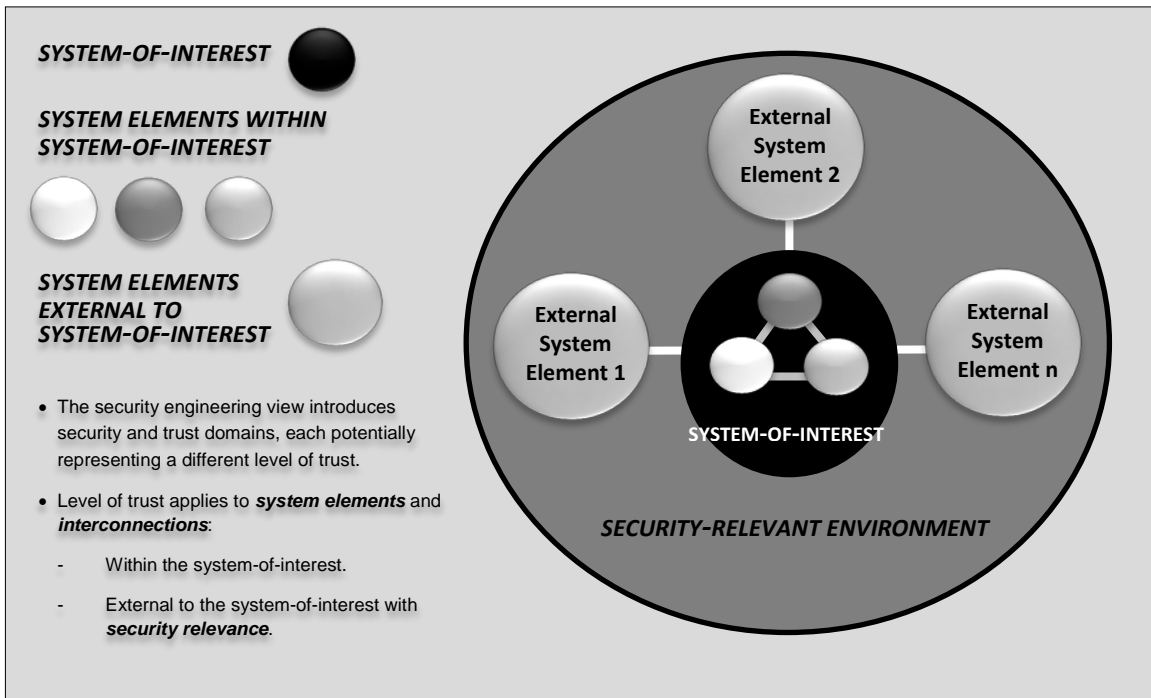 SYSTEM-OF-INTEREST
SYSTEM ELEMENTS WITHIN
SYSTEM-OF-INTEREST
SYSTEM ELEMENTS
EXTERNAL TO
SYSTEM-OF-INTEREST
• The security engineering view introduces
security and trust domains, each potentially
representing a different level of trust.
• Level of trust applies to system elements and
interconnections:
- Within the system-of-interest.
- External to the system-of-interest with
security relevance.
External
System
Element 2
External
System
Element 1
External
System
Element n
SYSTEM-OF-INTEREST
SECURITY-RELEVANT ENVIRONMENT